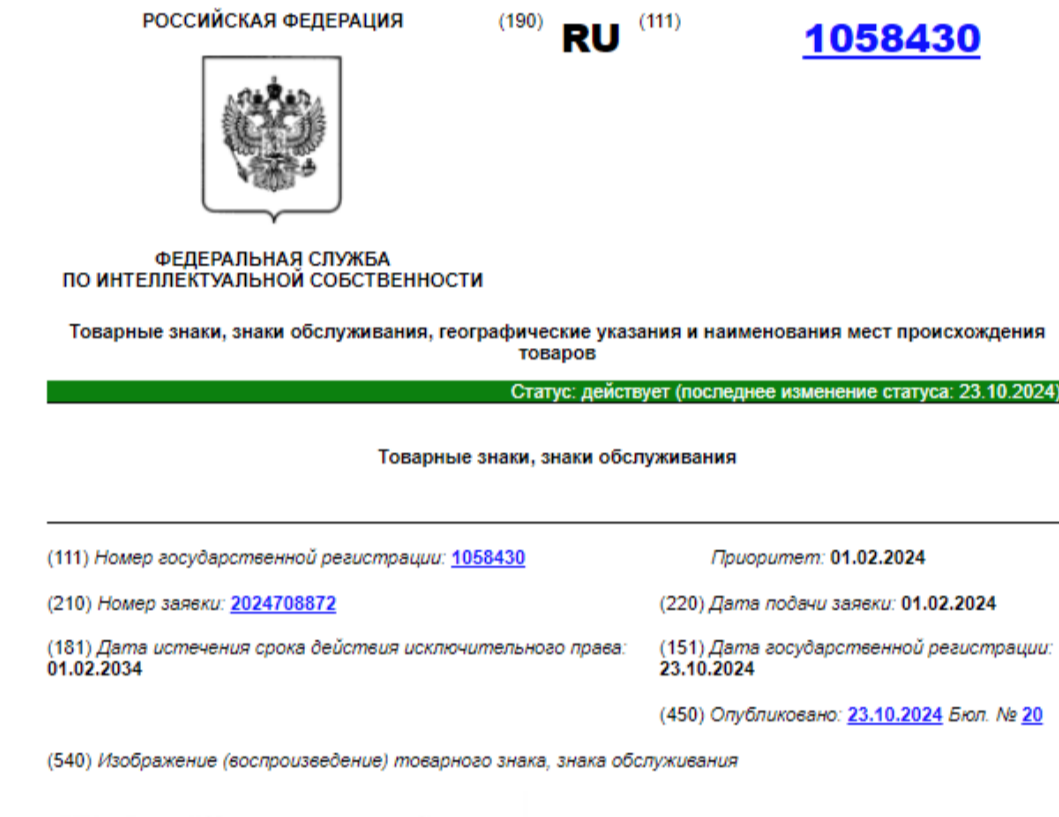 РОССИЙСКАЯ ФЕДЕРАЦИЯ
(190) RU (111) 1058430
ФЕДЕРАЛЬНАЯ СЛУЖБА
ПО ИНТЕЛЛЕКТУАЛЬНОЙ СОБСТВЕННОСТИ
Товарные знаки, знаки обслуживания, географические указания и наименования мест происхождения
товаров
Статус: действует (последнее изменение статуса: 23.10.2024)
Товарные знаки, знаки обслуживания
(111) Номер государственной регистрации: 1058430
Приоритет: 01.02.2024
(210) Номер заявки: 2024708872
(220) Дата подачи заявки: 01.02.2024
(181) Дата истечения срока действия исключительного права:
01.02.2034
(151) Дата государственной регистрации:
23.10.2024
(450) Опубликовано: 23.10.2024 Бюл. № 20
(540) Изображение (воспроизведение) товарного знака, знака обслуживания